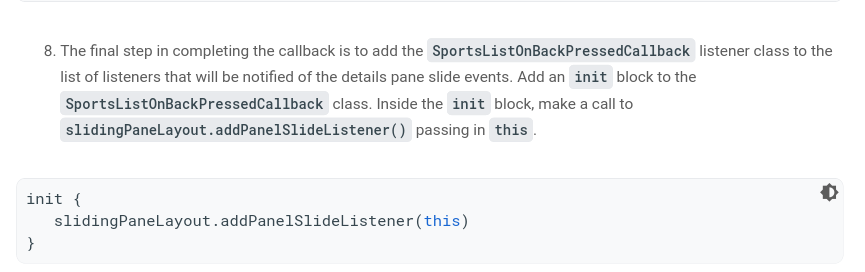 8. The final step in completing the callback is to add the SportsListOnBackPressedCallback listener class to the
list of listeners that will be notified of the details pane slide events. Add an init block to the
SportsListOnBackPressedCallback class. Inside the init block, make a call to
slidingPaneLayout.addPanelSlideListener() passing in this.
init {
   slidingPaneLayout.addPanelSlideListener(this)
}